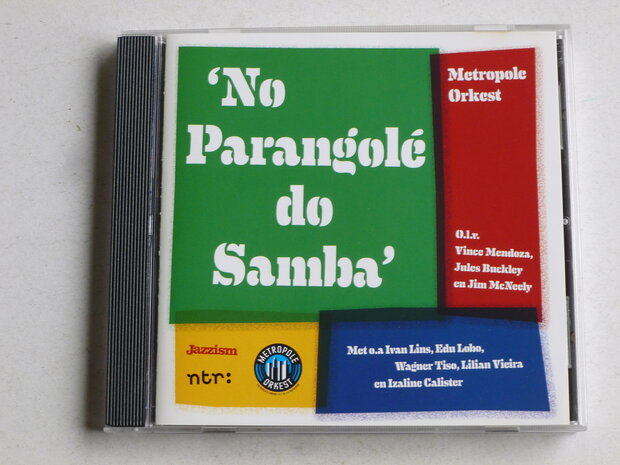 ‘No
Parangolé
do
Samba’
Metropole
Orkest
O.l.v.
Vince Mendoza,
Jules Buckley
en Jim McNeely
Jazzism
ntr:
METROPOLE
ORKEST
Met o.a Ivan Lins, Edu Lobo,
Wagner Tiso, Lilian Vieira
en Izaline Calister